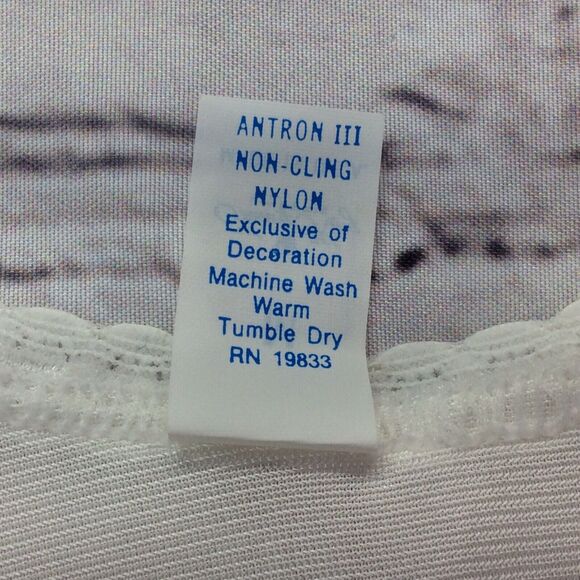 ANTRON III
NON-CLING
NYLON
Exclusive of
Decoration
Machine Wash
Warm
Tumble Dry
RN 19833